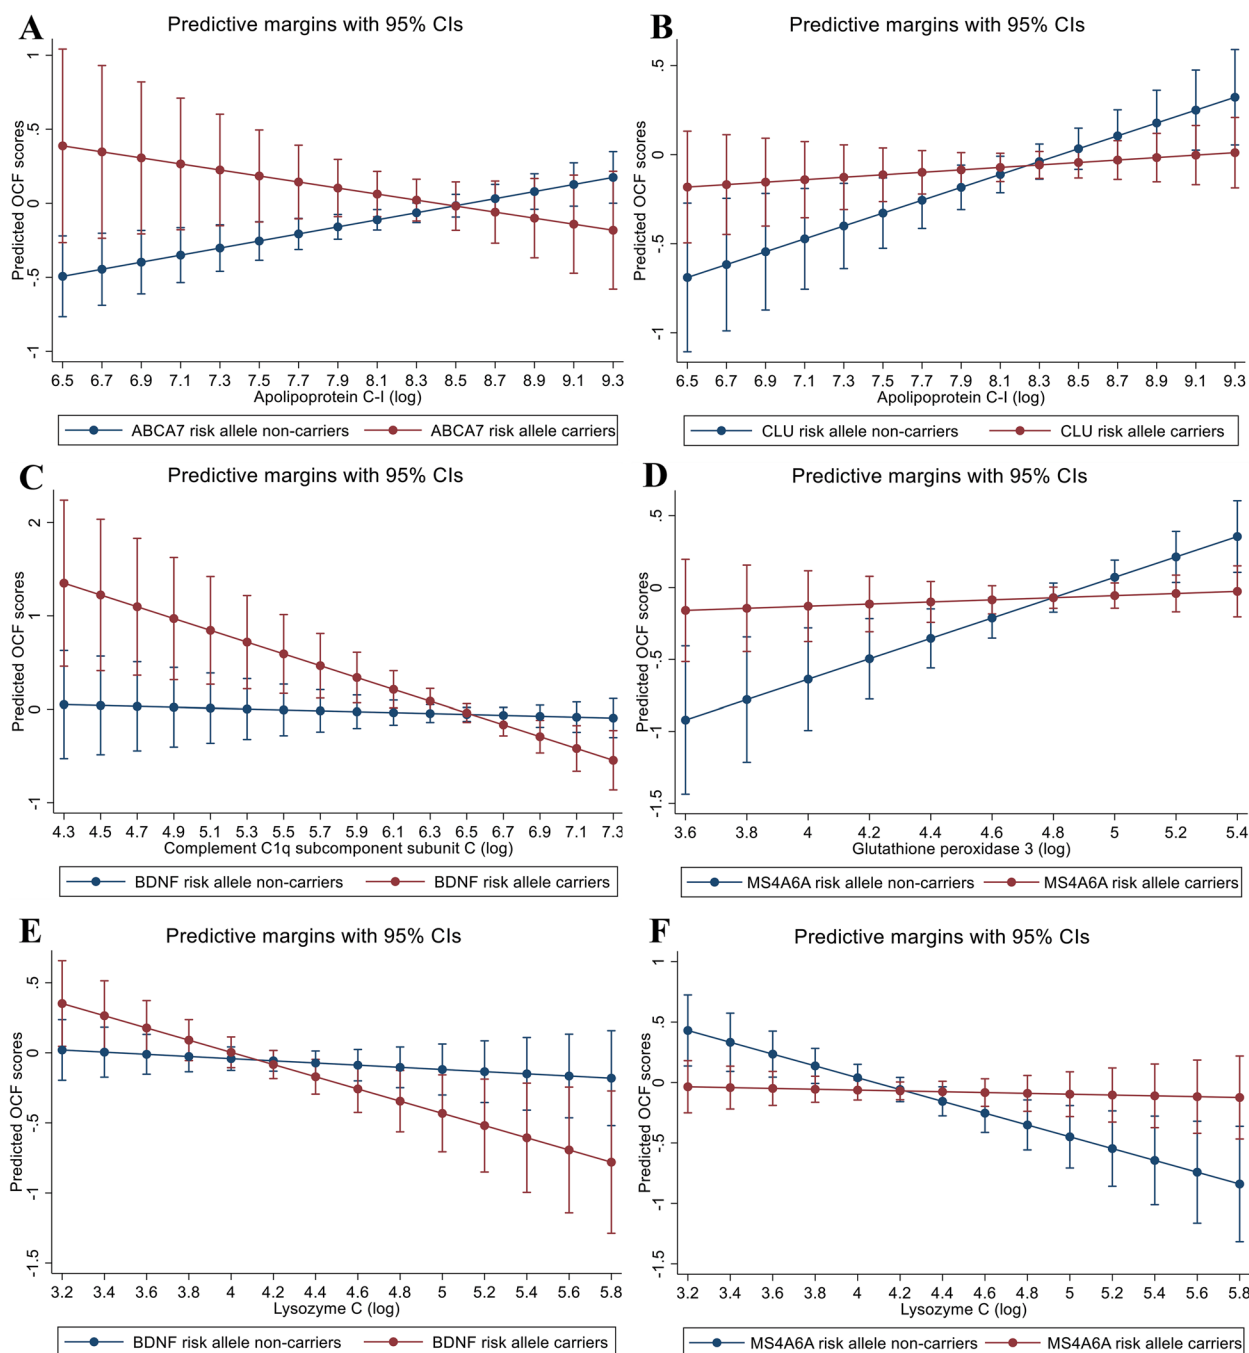 A
Predictive margins with 95% CIs
Predicted OCF scores
1
.5
0
-.5
-1
6.5 6.7 6.9 7.1 7.3 7.5 7.7 7.9 8.1 8.3 8.5 8.7 8.9 9.1 9.3
Apolipoprotein C-I (log)
ABCA7 risk allele non-carriers ABCA7 risk allele carriers
B
Predictive margins with 95% CIs
Predicted OCF scores
.5
0
-.5
-1
6.5 6.7 6.9 7.1 7.3 7.5 7.7 7.9 8.1 8.3 8.5 8.7 8.9 9.1 9.3
Apolipoprotein C-I (log)
CLU risk allele non-carriers CLU risk allele carriers
C
Predictive margins with 95% CIs
Predicted OCF scores
2
1
0
-1
4.3 4.5 4.7 4.9 5.1 5.3 5.5 5.7 5.9 6.1 6.3 6.5 6.7 6.9 7.1 7.3
Complement C1q subcomponent subunit C (log)
BDNF risk allele non-carriers BDNF risk allele carriers
D
Predictive margins with 95% CIs
Predicted OCF scores
.5
0
-.5
-1
-1.5
3.6 3.8 4 4.2 4.4 4.6 4.8 5 5.2 5.4
Glutathione peroxidase 3 (log)
MS4A6A risk allele non-carriers MS4A6A risk allele carriers
E
Predictive margins with 95% CIs
Predicted OCF scores
.5
0
-.5
-1
-1.5
3.2 3.4 3.6 3.8 4 4.2 4.4 4.6 4.8 5 5.2 5.4 5.6 5.8
Lysozyme C (log)
BDNF risk allele non-carriers BDNF risk allele carriers
F
Predictive margins with 95% CIs
Predicted OCF scores
1
.5
0
-.5
-1
-1.5
3.2 3.4 3.6 3.8 4 4.2 4.4 4.6 4.8 5 5.2 5.4 5.6 5.8
Lysozyme C (log)
MS4A6A risk allele non-carriers MS4A6A risk allele carriers